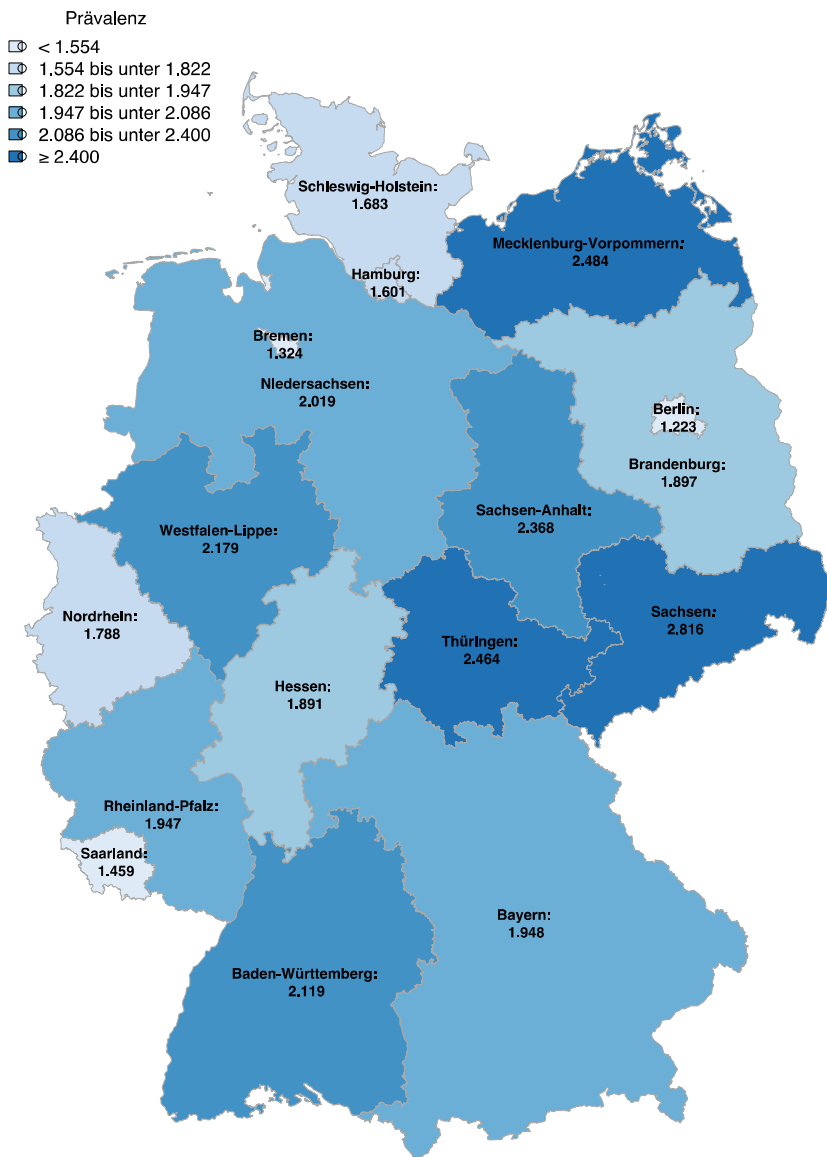 Prävalenz
< 1.554
1.554 bis unter 1.822
1.822 bis unter 1.947
1.947 bis unter 2.086
2.086 bis unter 2.400
≥ 2.400
Schleswig-Holstein:
1.683
Mecklenburg-Vorpommern:
2.484
Hamburg:
1.601
Bremen:
1.324
Niedersachsen:
2.019
Berlin:
1.223
Brandenburg:
1.897
Sachsen-Anhalt:
2.368
Westfalen-Lippe:
2.179
Nordrhein:
1.788
Sachsen:
2.816
Thüringen:
2.464
Hessen:
1.891
Rheinland-Pfalz:
1.947
Saarland:
1.459
Bayern:
1.948
Baden-Württemberg:
2.119